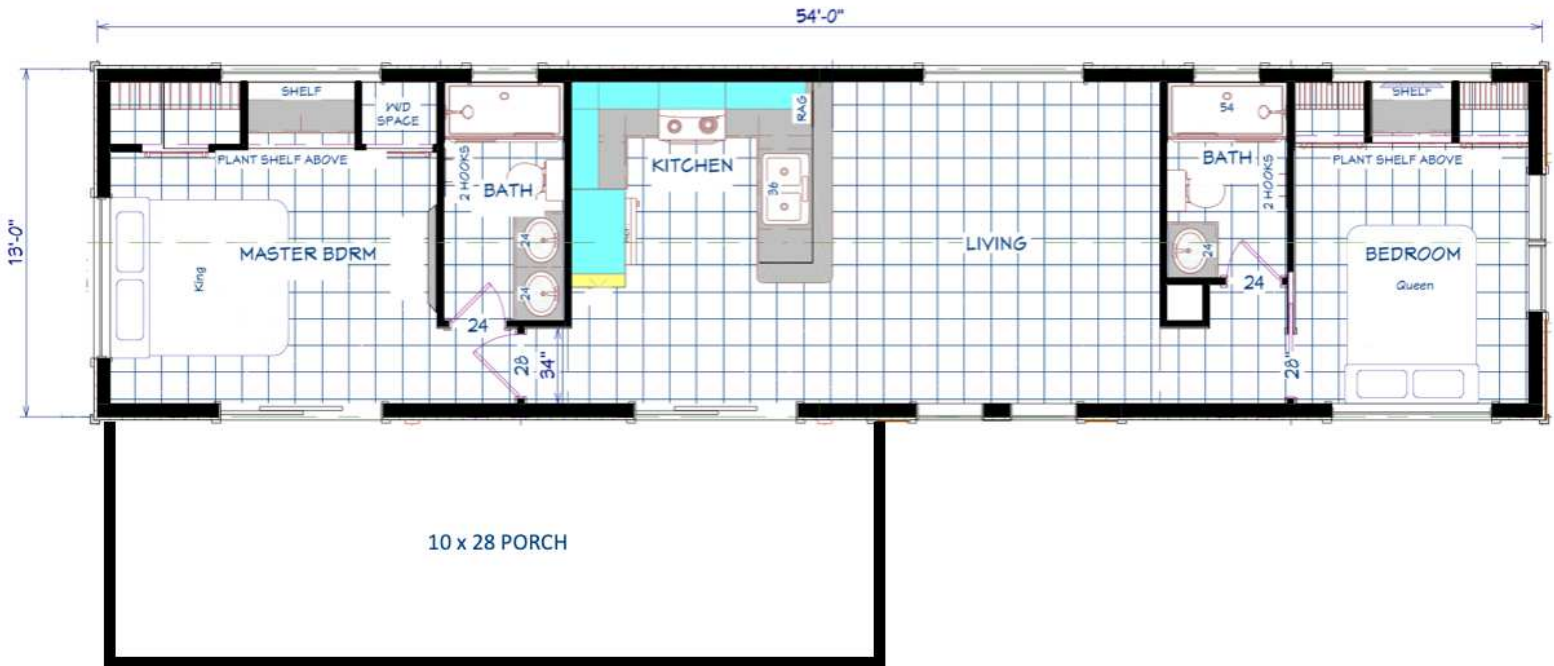 54'-0"
13'-0"
SHELF
W/D
SPACE
PLANT SHELF ABOVE
MASTER BDRM
King
2 HOOKS
BATH
24
24
24
28
34"
KITCHEN
RAG
36
LIVING
54
BATH
2 HOOKS
24
24
28"
SHELF
PLANT SHELF ABOVE
BEDROOM
Queen
10 x 28 PORCH